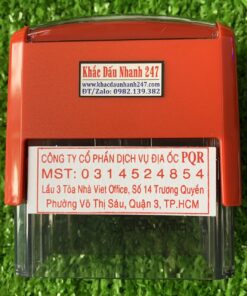 Khắc Dấu Nhanh 247
www.khacdaunhanh247.com
ĐT/Zalo: 0982.139.382
CÔNG TY CỔ PHẦN DỊCH VỤ ĐỊA ỐC PQR
MST: 0314524854
Lầu 3 Tòa Nhà Viet Office, Số 14 Trương Quyền
Phường Võ Thị Sáu, Quận 3, TP.HCM